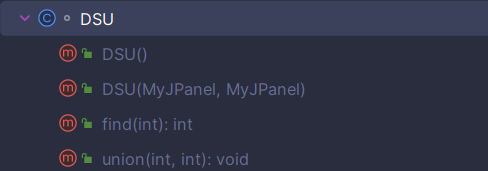 DSU
DSU()
DSU(MyJPanel, MyJPanel)
find(int): int
union(int, int): void